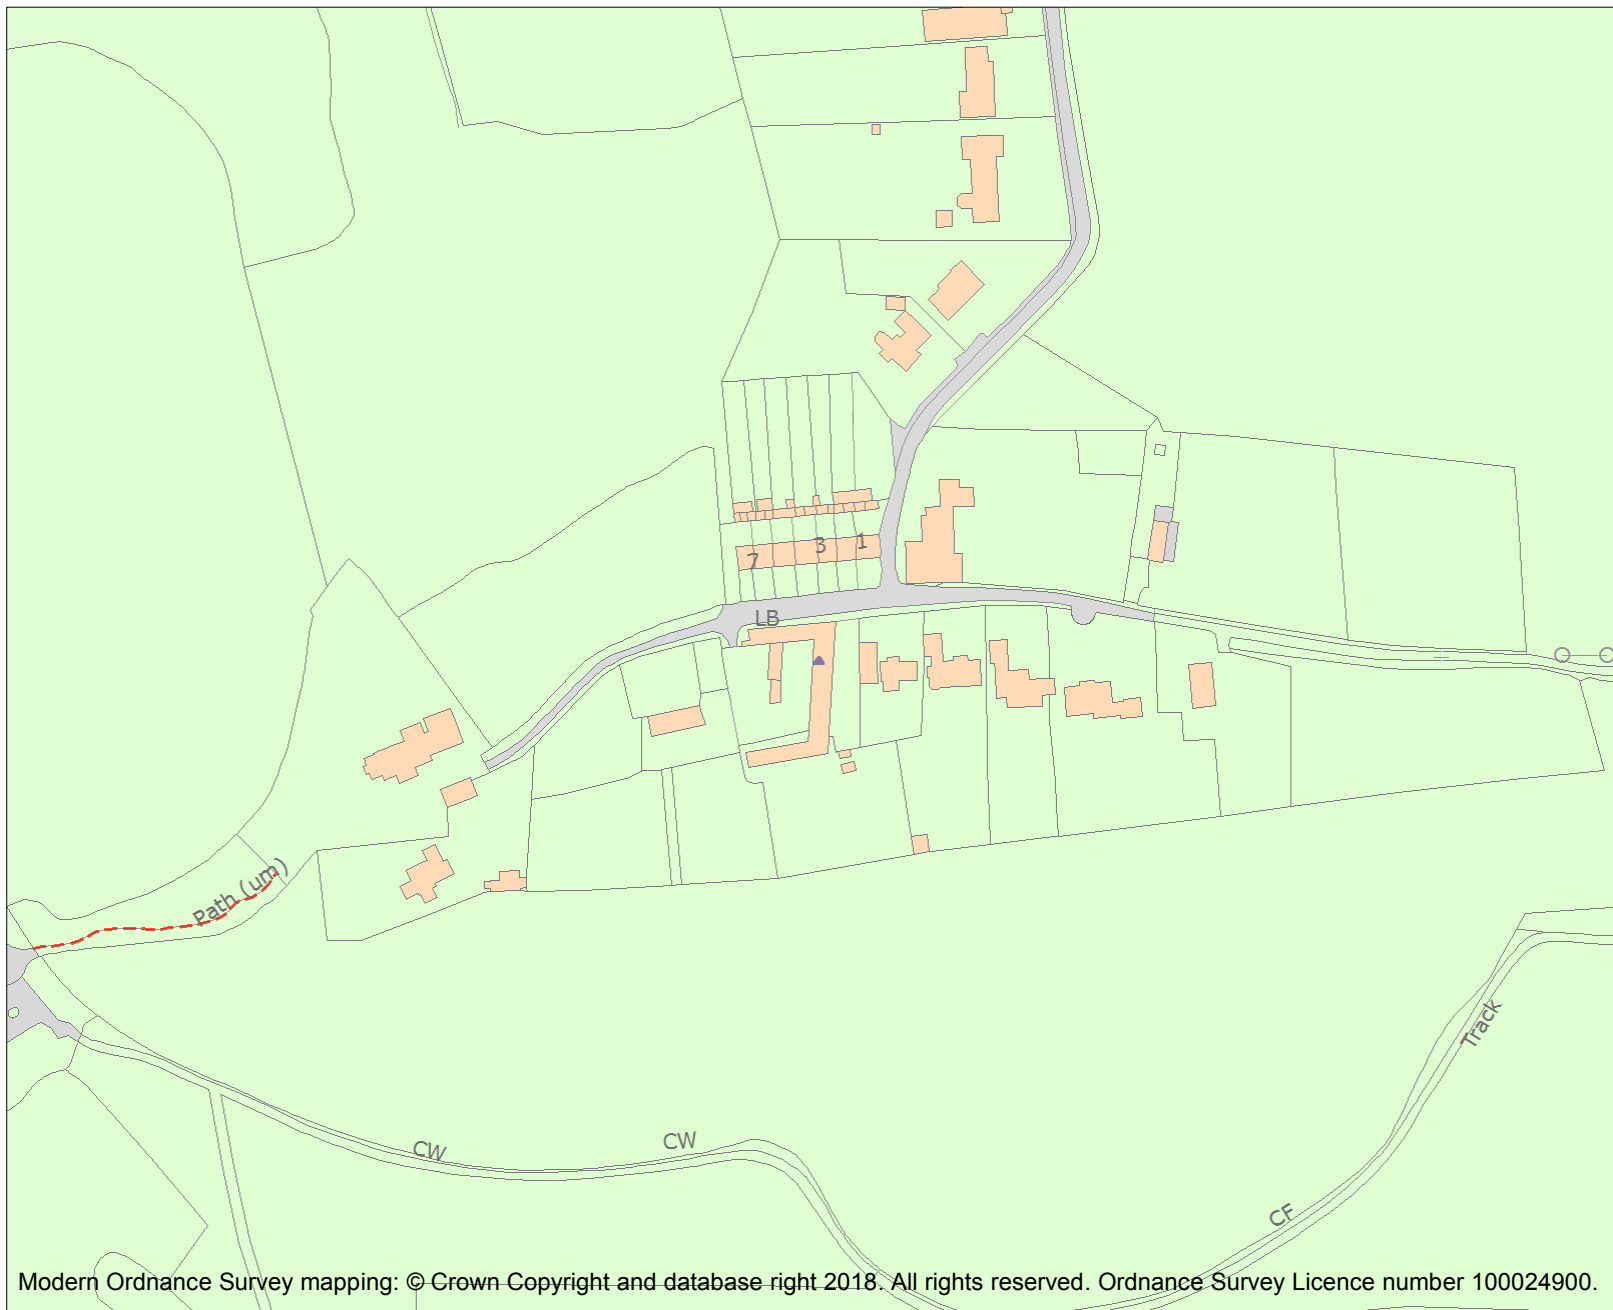 7
3
1
LB
Path (um)
Track
CW
CW
CF
Modern Ordnance Survey mapping: © Crown Copyright and database right 2018. All rights reserved. Ordnance Survey Licence number 100024900.